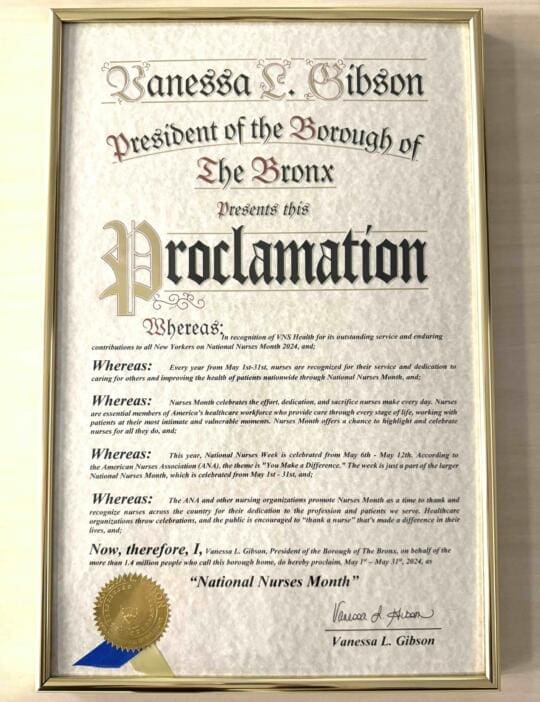 Vanessa L. Gibson
President of the Borough of
The Bronx
Presents this
Proclamation
Whereas: In recognition of VNS Health for its outstanding service and enduring
contributions to all New Yorkers on National Nurses Month 2024, and;
Whereas: Every year from May 1st-31st, nurses are recognized for their service and dedication to
caring for others and improving the health of patients nationwide through National Nurses Month, and;
Whereas: Nurses Month celebrates the effort, dedication, and sacrifice nurses make every day. Nurses
are essential members of America's healthcare workforce who provide care through every stage of life, working with
patients at their most intimate and vulnerable moments. Nurses Month offers a chance to highlight and celebrate
nurses for all they do, and;
Whereas: This year, National Nurses Week is celebrated from May 6th - May 12th. According to
the American Nurses Association (ANA), the theme is "You Make a Difference." The week is just a part of the larger
National Nurses Month, which is celebrated from May 1st - 31st, and;
Whereas: The ANA and other nursing organizations promote Nurses Month as a time to thank and
recognize nurses across the country for their dedication to the profession and patients we serve. Healthcare
organizations throw celebrations, and the public is encouraged to "thank a nurse" that's made a difference in their
lives, and;
Now, therefore, I, Vanessa L. Gibson, President of the Borough of The Bronx, on behalf of the
more than 1.4 million people who call this borough home, do hereby proclaim, May 1st – May 31st, 2024, as
"National Nurses Month"
Vanessa L. Gibson
Vanessa L. Gibson